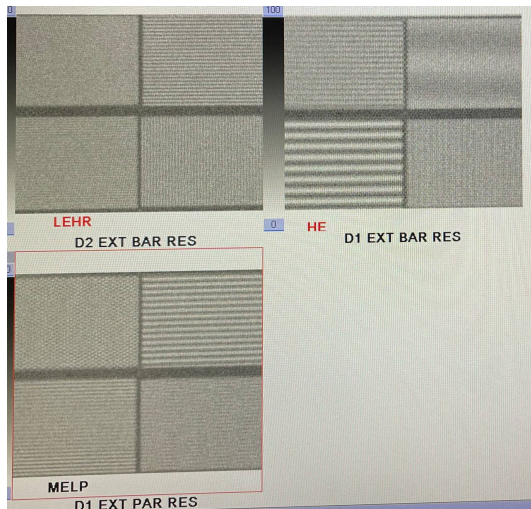 0
100
LEHR
D2 EXT BAR RES
0
HE
D1 EXT BAR RES
0
MELP
D1 EXT PAR RES